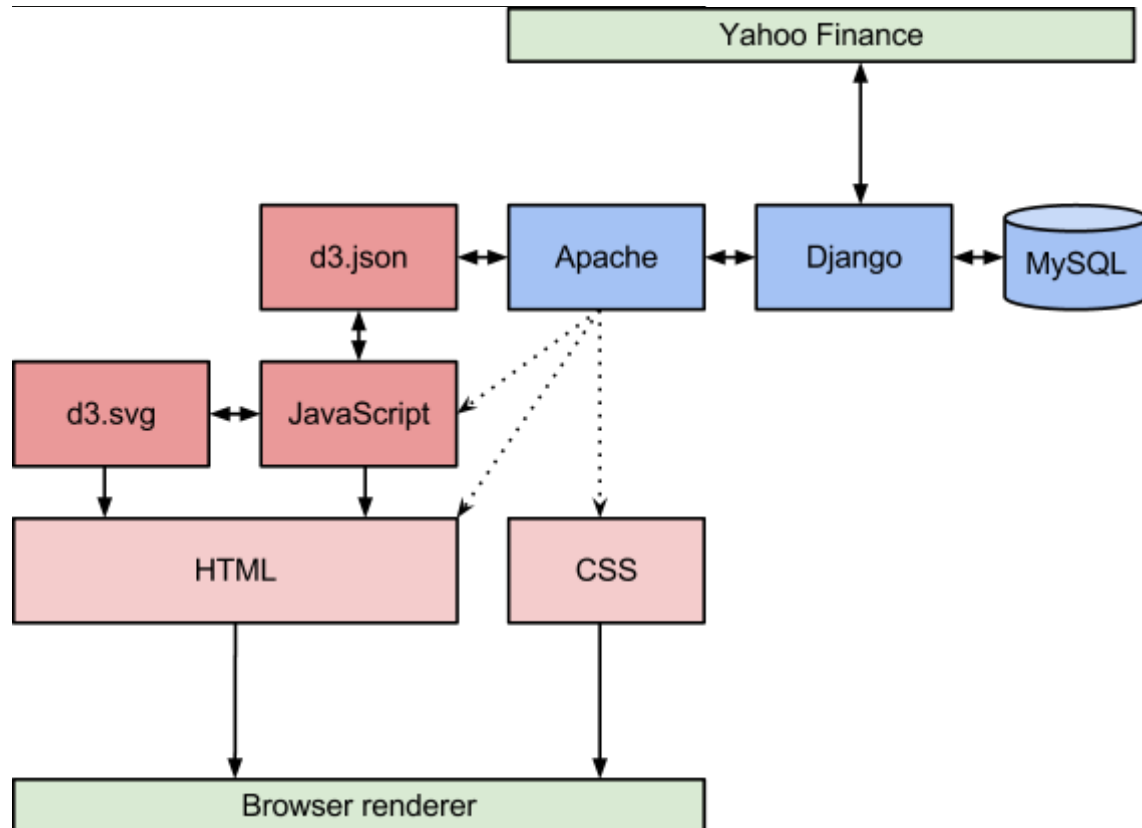 Yahoo Finance
d3.json
Apache
Django
MySQL
d3.svg
JavaScript
HTML
CSS
Browser renderer